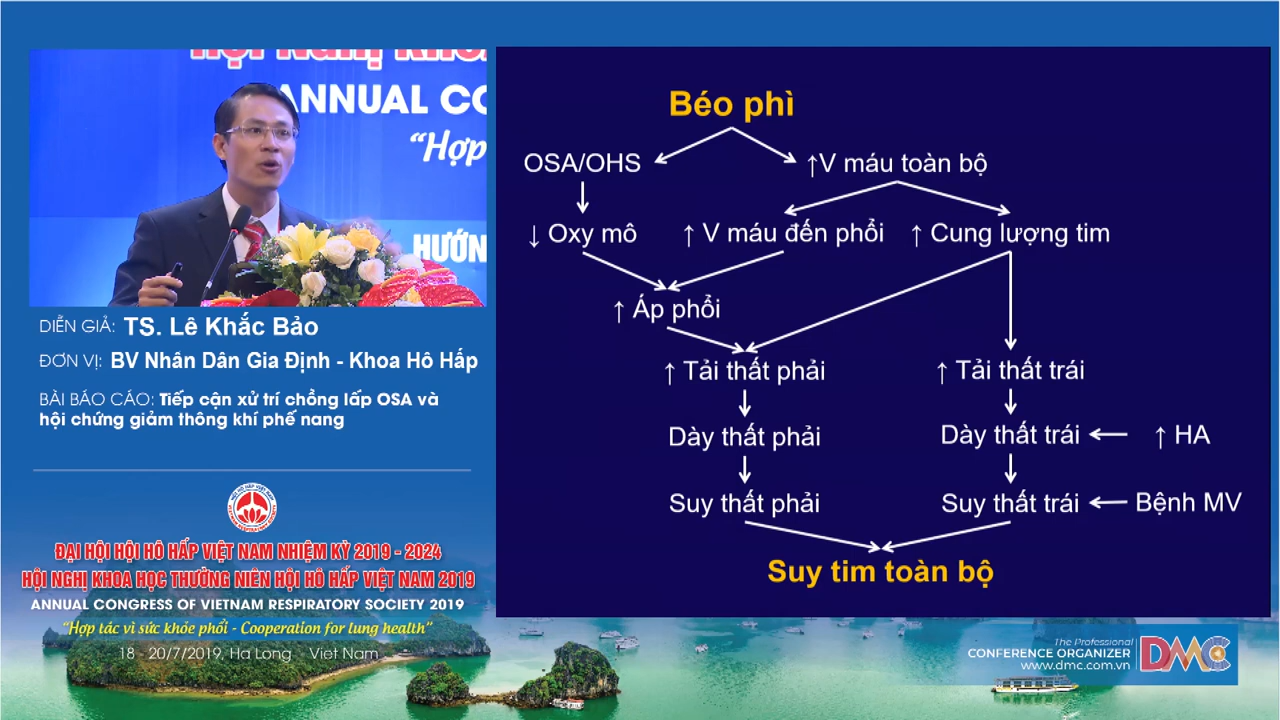 ANNUAL CO
“Hợp
HƯỚN
DIỄN GIẢ: TS. Lê Khắc Bảo
ĐƠN VỊ: BV Nhân Dân Gia Định - Khoa Hô Hấp
BÀI BÁO CÁO: Tiếp cận xử trí chồng lấp OSA và
hội chứng giảm thông khí phế nang
HỘI HÔ HẤP VIỆT NAM
ĐẠI HỘI HỘI HÔ HẤP VIỆT NAM NHIỆM KỲ 2019 - 2024
HỘI NGHỊ KHOA HỌC THƯỜNG NIÊN HỘI HÔ HẤP VIỆT NAM 2019
ANNUAL CONGRESS OF VIETNAM RESPIRATORY SOCIETY 2019
“Hợp tác vì sức khỏe phổi - Cooperation for lung health”
18 - 20/7/2019, Ha Long Viet Nam
Béo phì
OSA/OHS ↑V máu toàn bộ
↓ Oxy mô ↑ V máu đến phổi ↑ Cung lượng tim
↑ Áp phổi
↑ Tải thất phải ↑ Tải thất trái
Dày thất phải Dày thất trái ↑ HA
Suy thất phải Suy thất trái Bệnh MV
Suy tim toàn bộ
The Professional
CONFERENCE ORGANIZER
www.dmc.com.vn
DMC